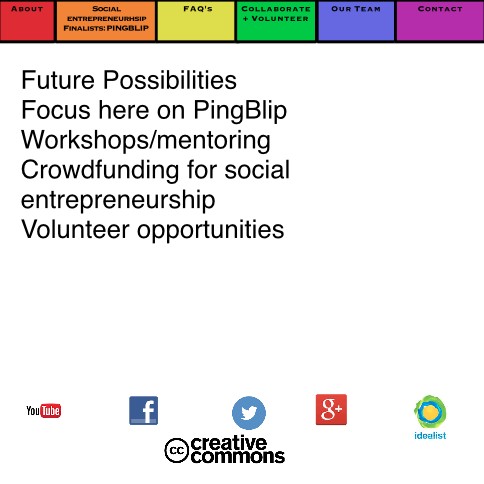 About
Social
entrepreneurhsip
Finalists: PINGBLIP
FAQ's
Collaborate
+ Volunteer
Our Team
Contact
Future Possibilities
Focus here on PingBlip
Workshops/mentoring
Crowdfunding for social
entrepreneurship
Volunteer opportunities
YouTube
f
g+
idealist
cc creative
commons